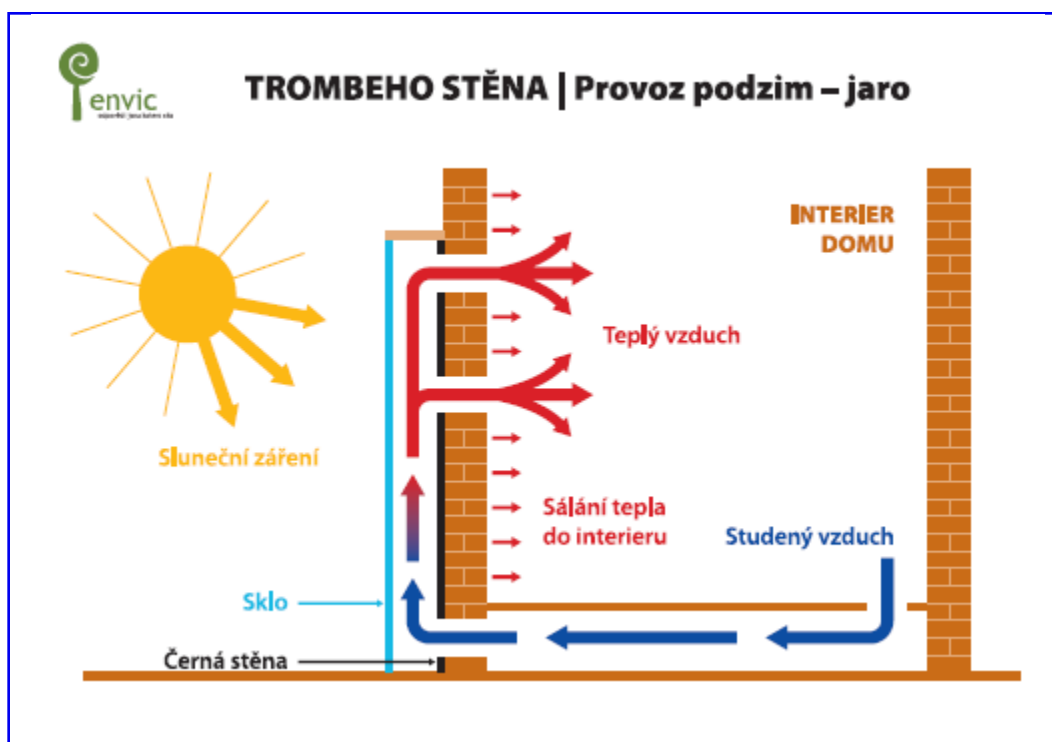 envic
TROMBEHO STĚNA | Provoz podzim – jaro
INTERIER
DOMU
Teplý vzduch
Sluneční záření
Sálání tepla
do interieru
Studený vzduch
Sklo
Černá stěna